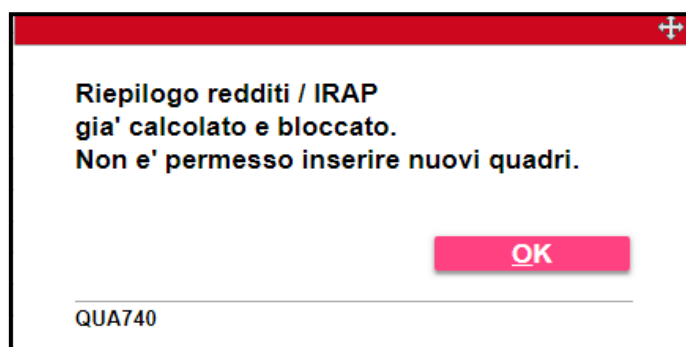 Riepilogo redditi / IRAP
gia' calcolato e bloccato.
Non e' permesso inserire nuovi quadri.
OK
QUA740